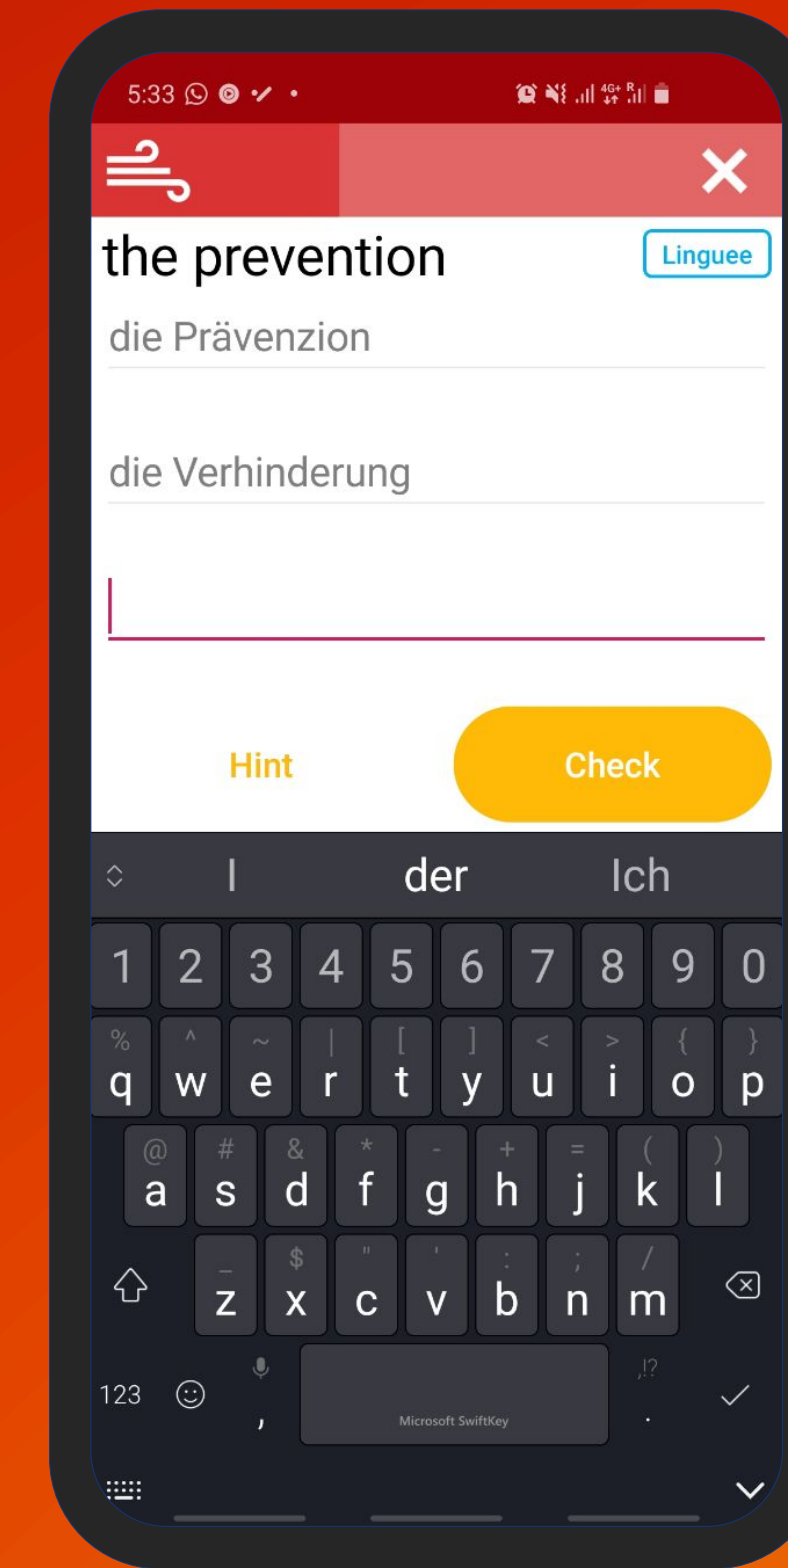 5:33
4G+ R
the prevention Linguee
die Prävenzion
die Verhinderung
Hint Check
I der Ich
1 2 3 4 5 6 7 8 9 0
% ^ ~ | [ ] < > { }
q w e r t y u i o p
@ # & * - + = ( )
a s d f g h j k l
_ $ " ' : ; /
z x c v b n m
,!?
123 , Microsoft SwiftKey .